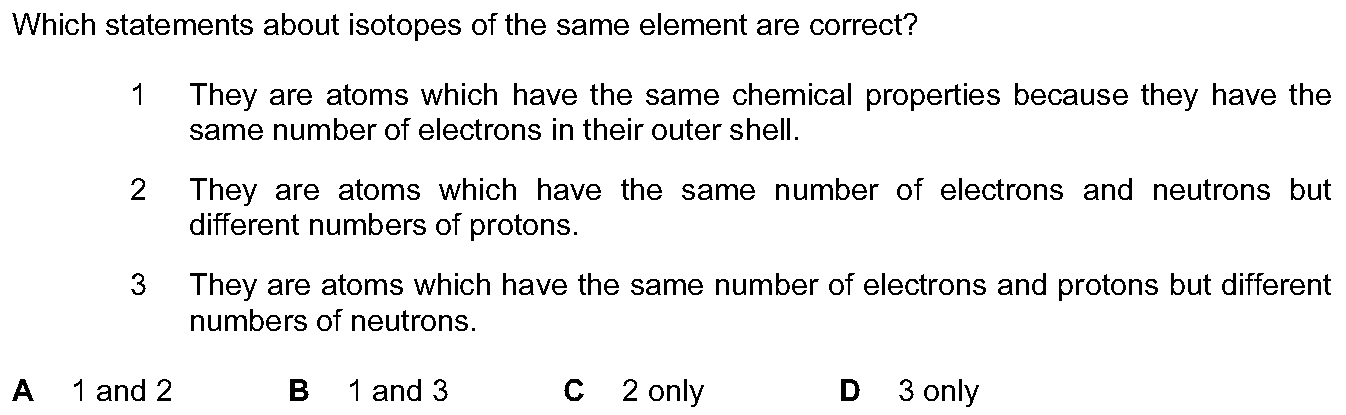 Which statements about isotopes of the same element are correct?
1 They are atoms which have the same chemical properties because they have the
same number of electrons in their outer shell.
2 They are atoms which have the same number of electrons and neutrons but
different numbers of protons.
3 They are atoms which have the same number of electrons and protons but different
numbers of neutrons.
A 1 and 2 B 1 and 3 C 2 only D 3 only